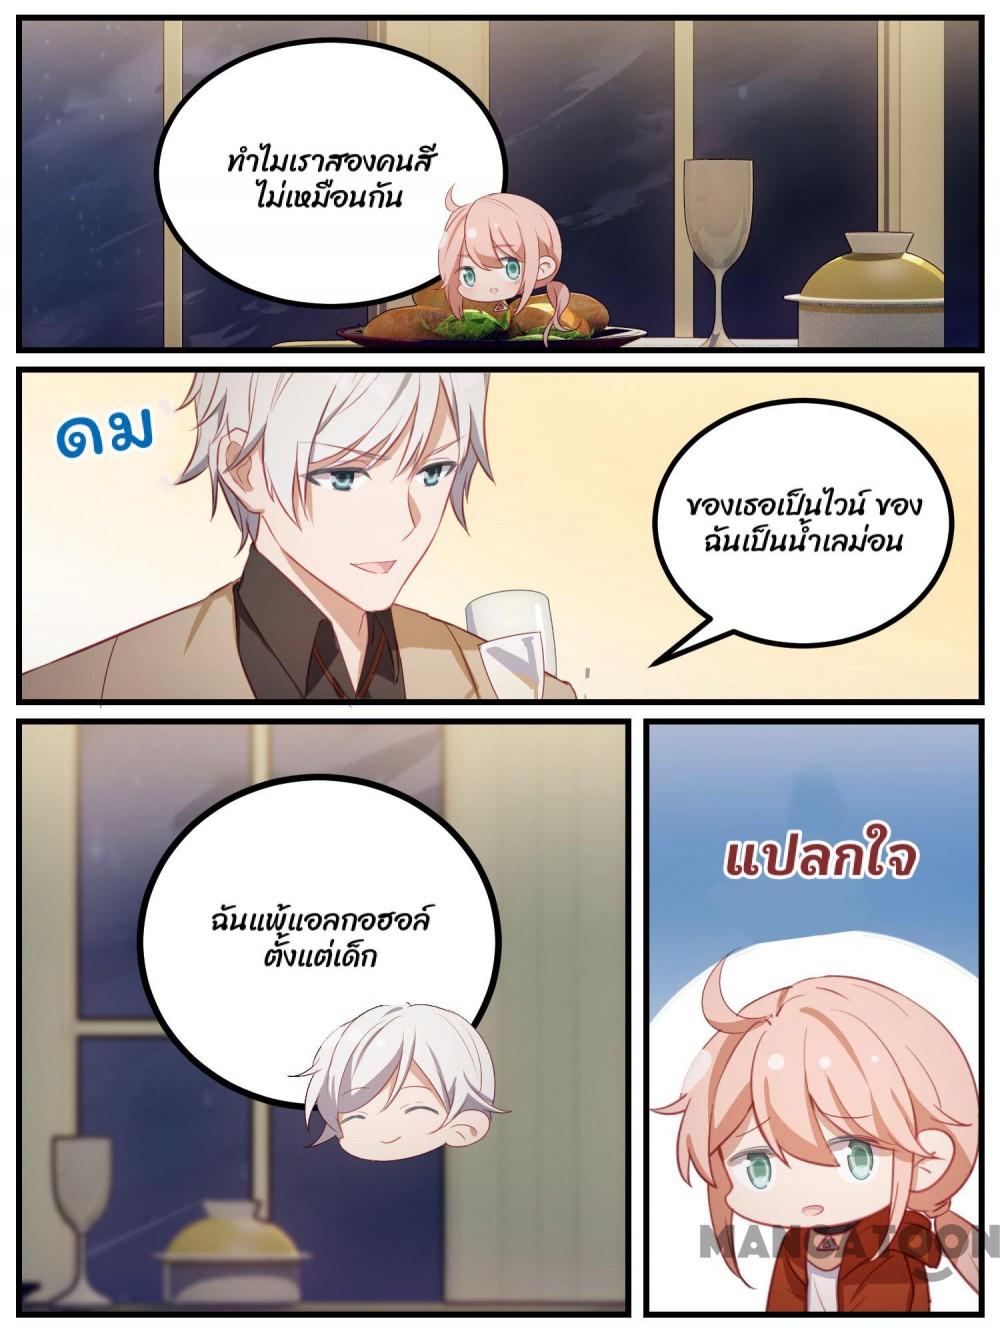 ทำไมเราสองคนสี
ไม่เหมือนกัน
ดม
ของเธอเป็นไวน์ ของ
ฉันเป็นน้ำเลม่อน
ฉันแพ้แอลกอฮอล์
ตั้งแต่เด็ก
แปลกใจ
MANGATOON